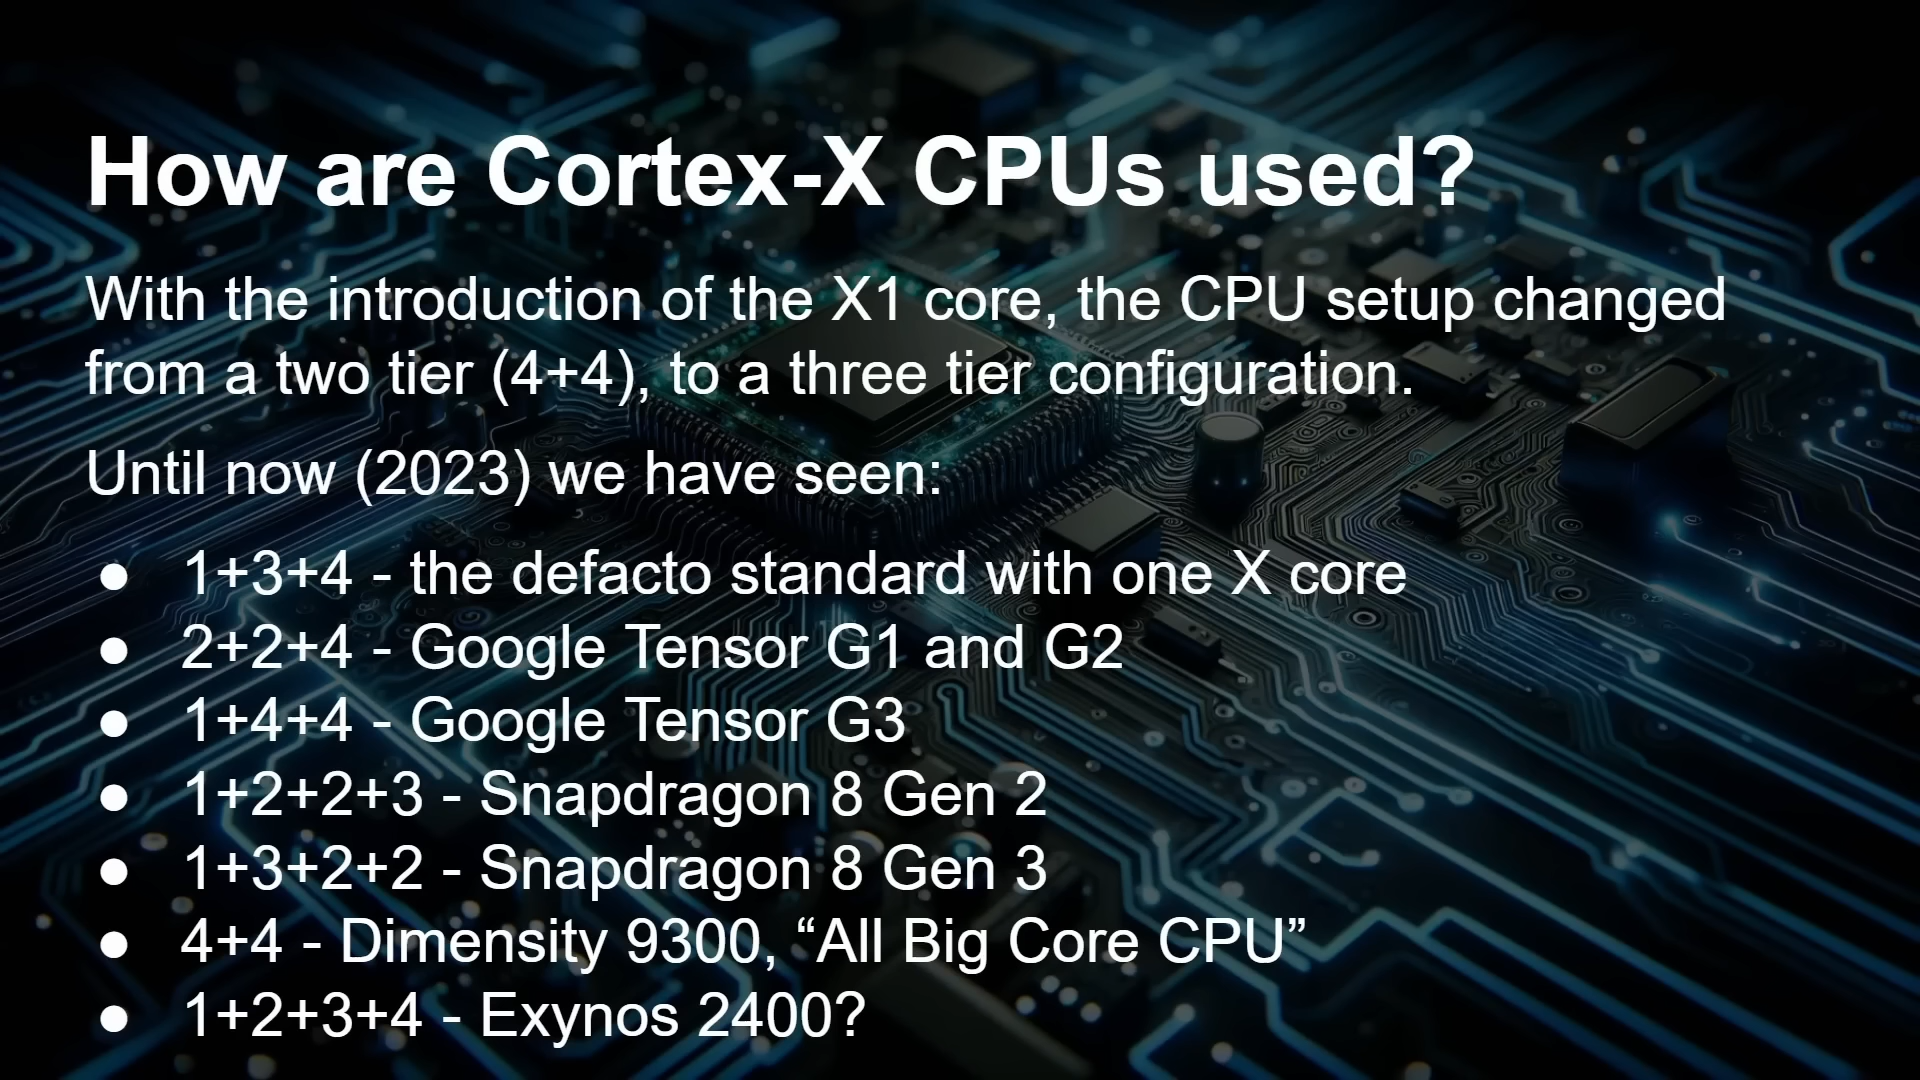 How are Cortex-X CPUs used?
With the introduction of the X1 core, the CPU setup changed
from a two tier (4+4), to a three tier configuration.
Until now (2023) we have seen:
● 1+3+4 - the defacto standard with one X core
● 2+2+4 - Google Tensor G1 and G2
● 1+4+4 - Google Tensor G3
● 1+2+2+3 - Snapdragon 8 Gen 2
● 1+3+2+2 - Snapdragon 8 Gen 3
● 4+4 - Dimensity 9300, “All Big Core CPU”
● 1+2+3+4 - Exynos 2400?